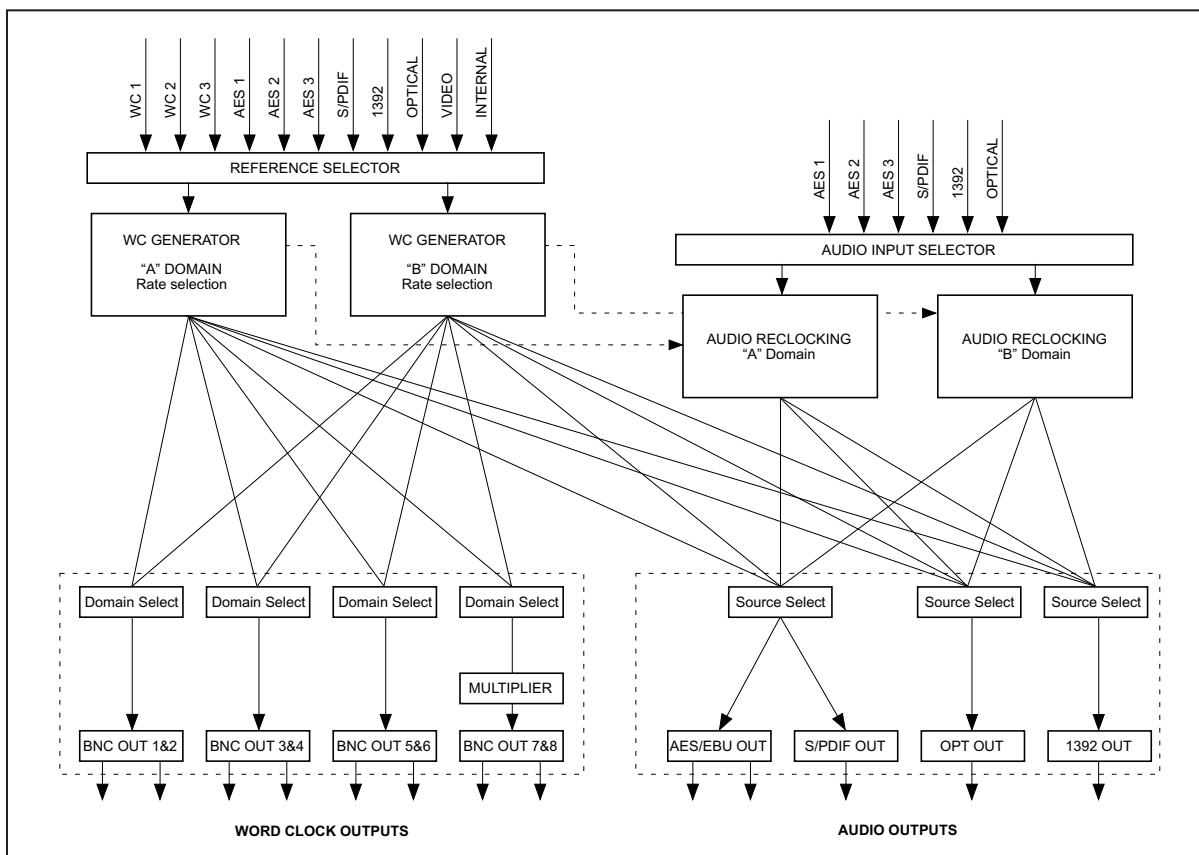 WC 1
WC 2
WC 3
AES 1
AES 2
AES 3
S/PDIF
1392
OPTICAL
VIDEO
INTERNAL
REFERENCE SELECTOR
AES 1
AES 2
AES 3
S/PDIF
1392
OPTICAL
AUDIO INPUT SELECTOR
WC GENERATOR
“A” DOMAIN
Rate selection
WC GENERATOR
“B” DOMAIN
Rate selection
AUDIO RECLOCKING
“A” Domain
AUDIO RECLOCKING
“B” Domain
Domain Select
Domain Select
Domain Select
Domain Select
Source Select
Source Select
Source Select
MULTIPLIER
BNC OUT 1&2
BNC OUT 3&4
BNC OUT 5&6
BNC OUT 7&8
AES/EBU OUT
S/PDIF OUT
OPT OUT
1392 OUT
WORD CLOCK OUTPUTS
AUDIO OUTPUTS